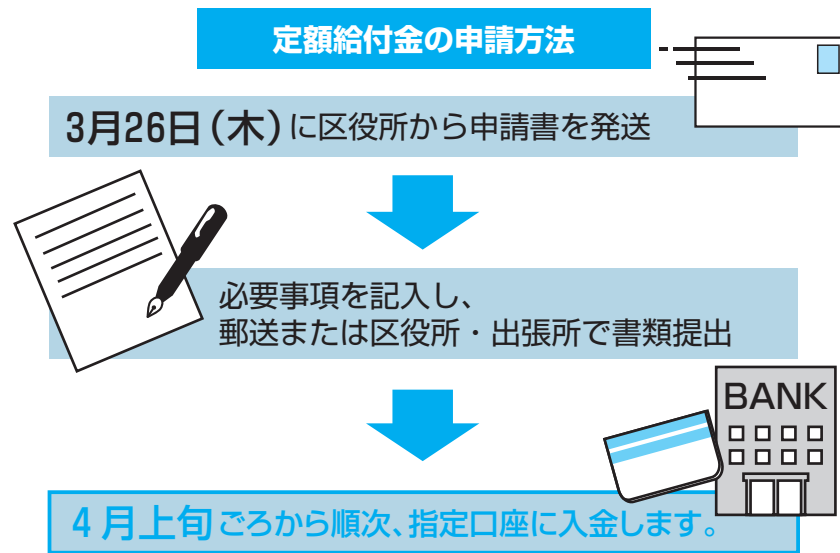 定額給付金の申請方法
3月26日(木)に区役所から申請書を発送
必要事項を記入し、
郵送または区役所・出張所で書類提出
BANK
4月上旬ごろから順次、指定口座に入金します。